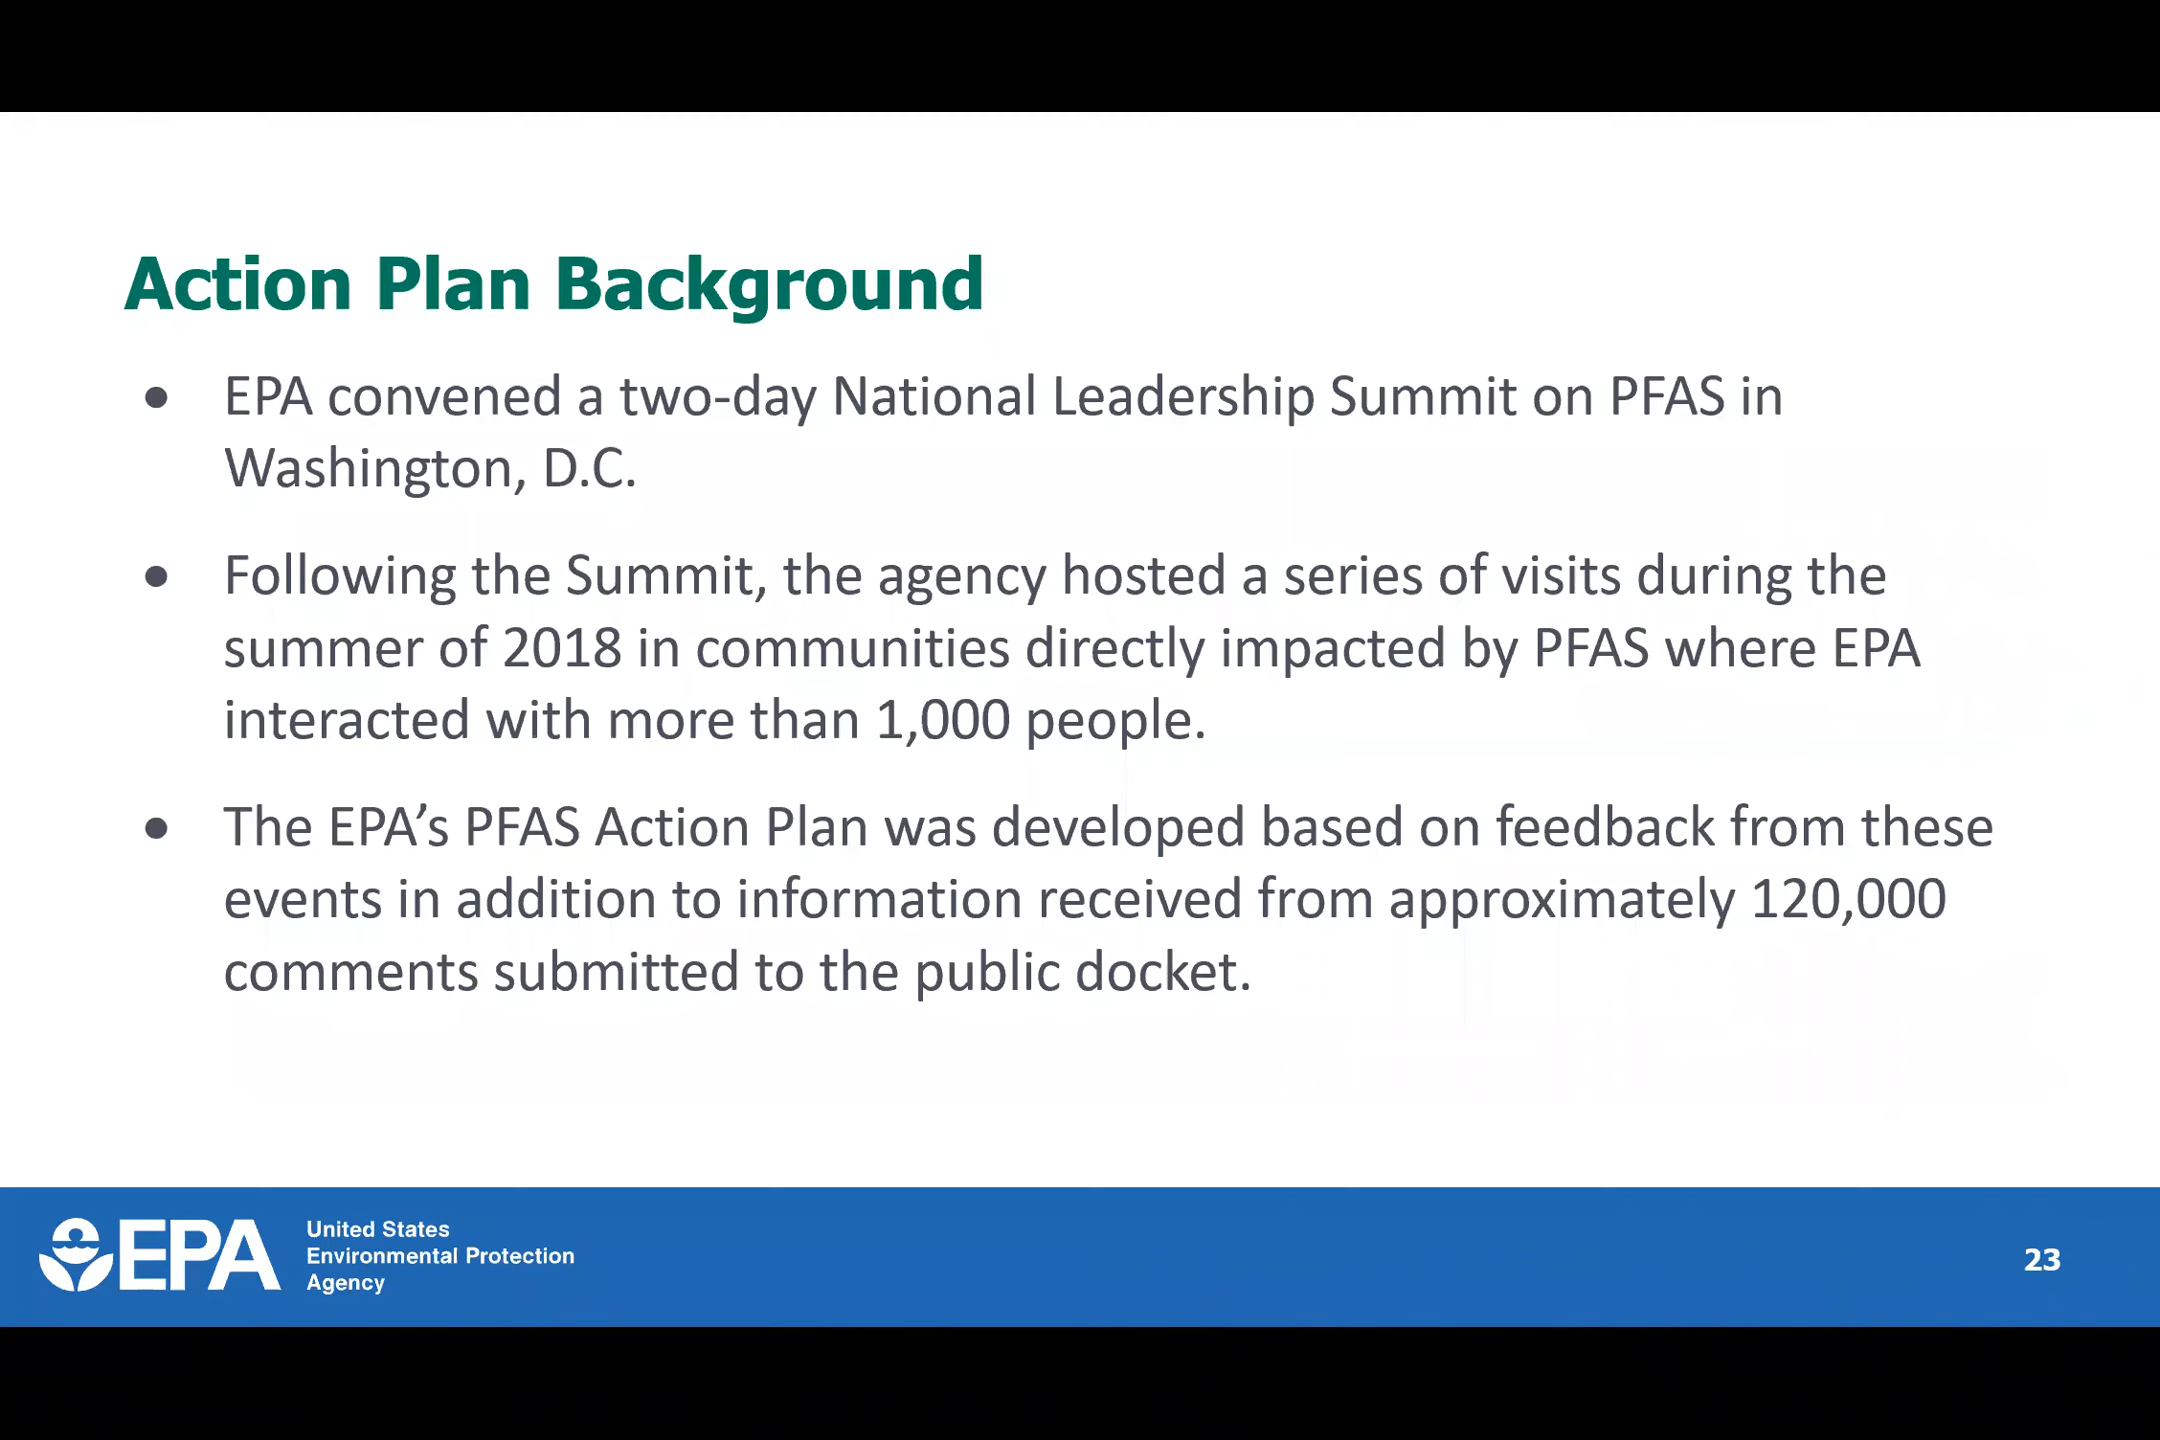 Action Plan Background
• EPA convened a two-day National Leadership Summit on PFAS in
Washington, D.C.
• Following the Summit, the agency hosted a series of visits during the
summer of 2018 in communities directly impacted by PFAS where EPA
interacted with more than 1,000 people.
• The EPA’s PFAS Action Plan was developed based on feedback from these
events in addition to information received from approximately 120,000
comments submitted to the public docket.
EPA
United States
Environmental Protection
Agency
23